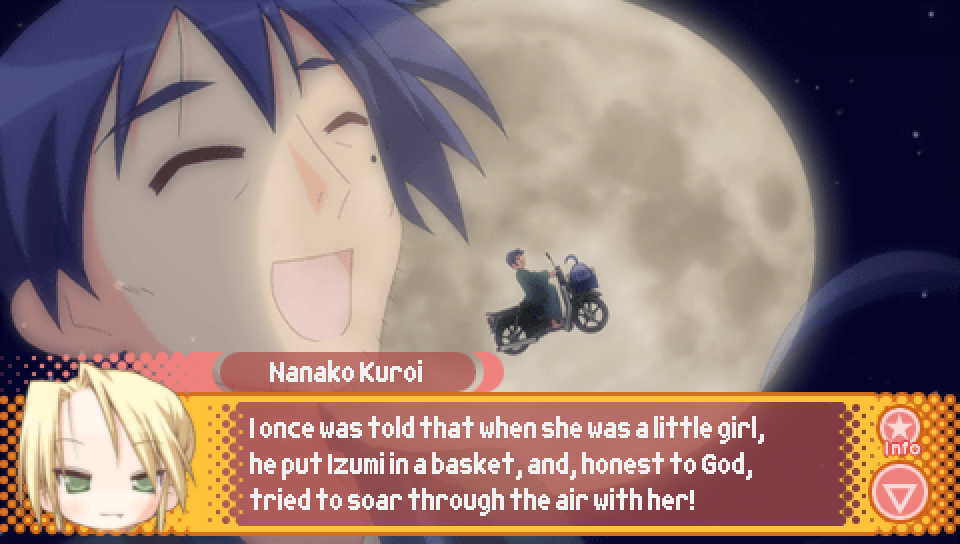 Nanako Kuroi
I once was told that when she was a little girl,
he put Izumi in a basket, and, honest to God,
tried to soar through the air with her!
Info